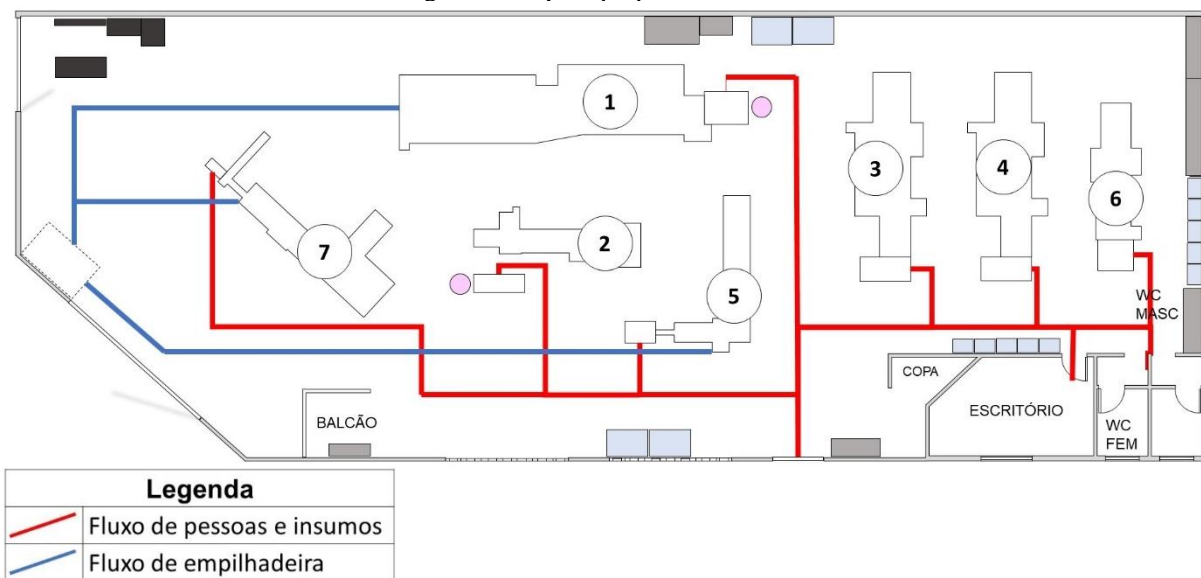 1
3
4
6
2
7
5
WC
MASC
COPA
BALCÃO
ESCRITÓRIO
WC
FEM
Legenda
Fluxo de pessoas e insumos
Fluxo de empilhadeira